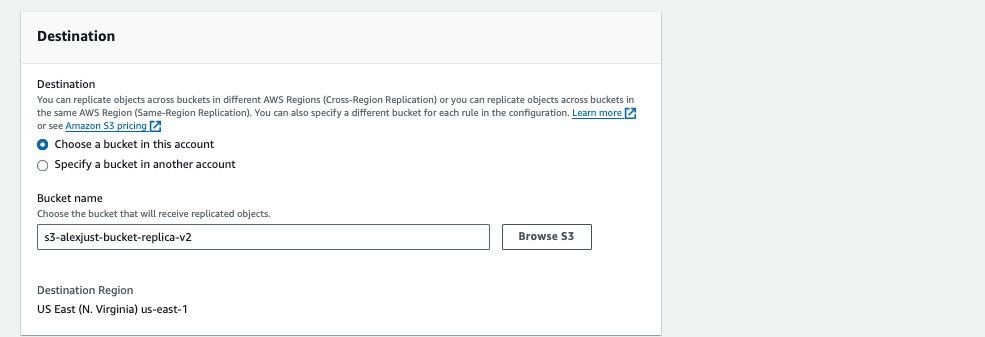 Destination
Destination
You can replicate objects across buckets in different AWS Regions (Cross-Region Replication) or you can replicate objects across buckets in
the same AWS Region (Same-Region Replication). You can also specify a different bucket for each rule in the configuration. Learn more
or see Amazon S3 pricing
Choose a bucket in this account
Specify a bucket in another account
Bucket name
Choose the bucket that will receive replicated objects.
s3-alexjust-bucket-replica-v2
Browse S3
Destination Region
US East (N. Virginia) us-east-1